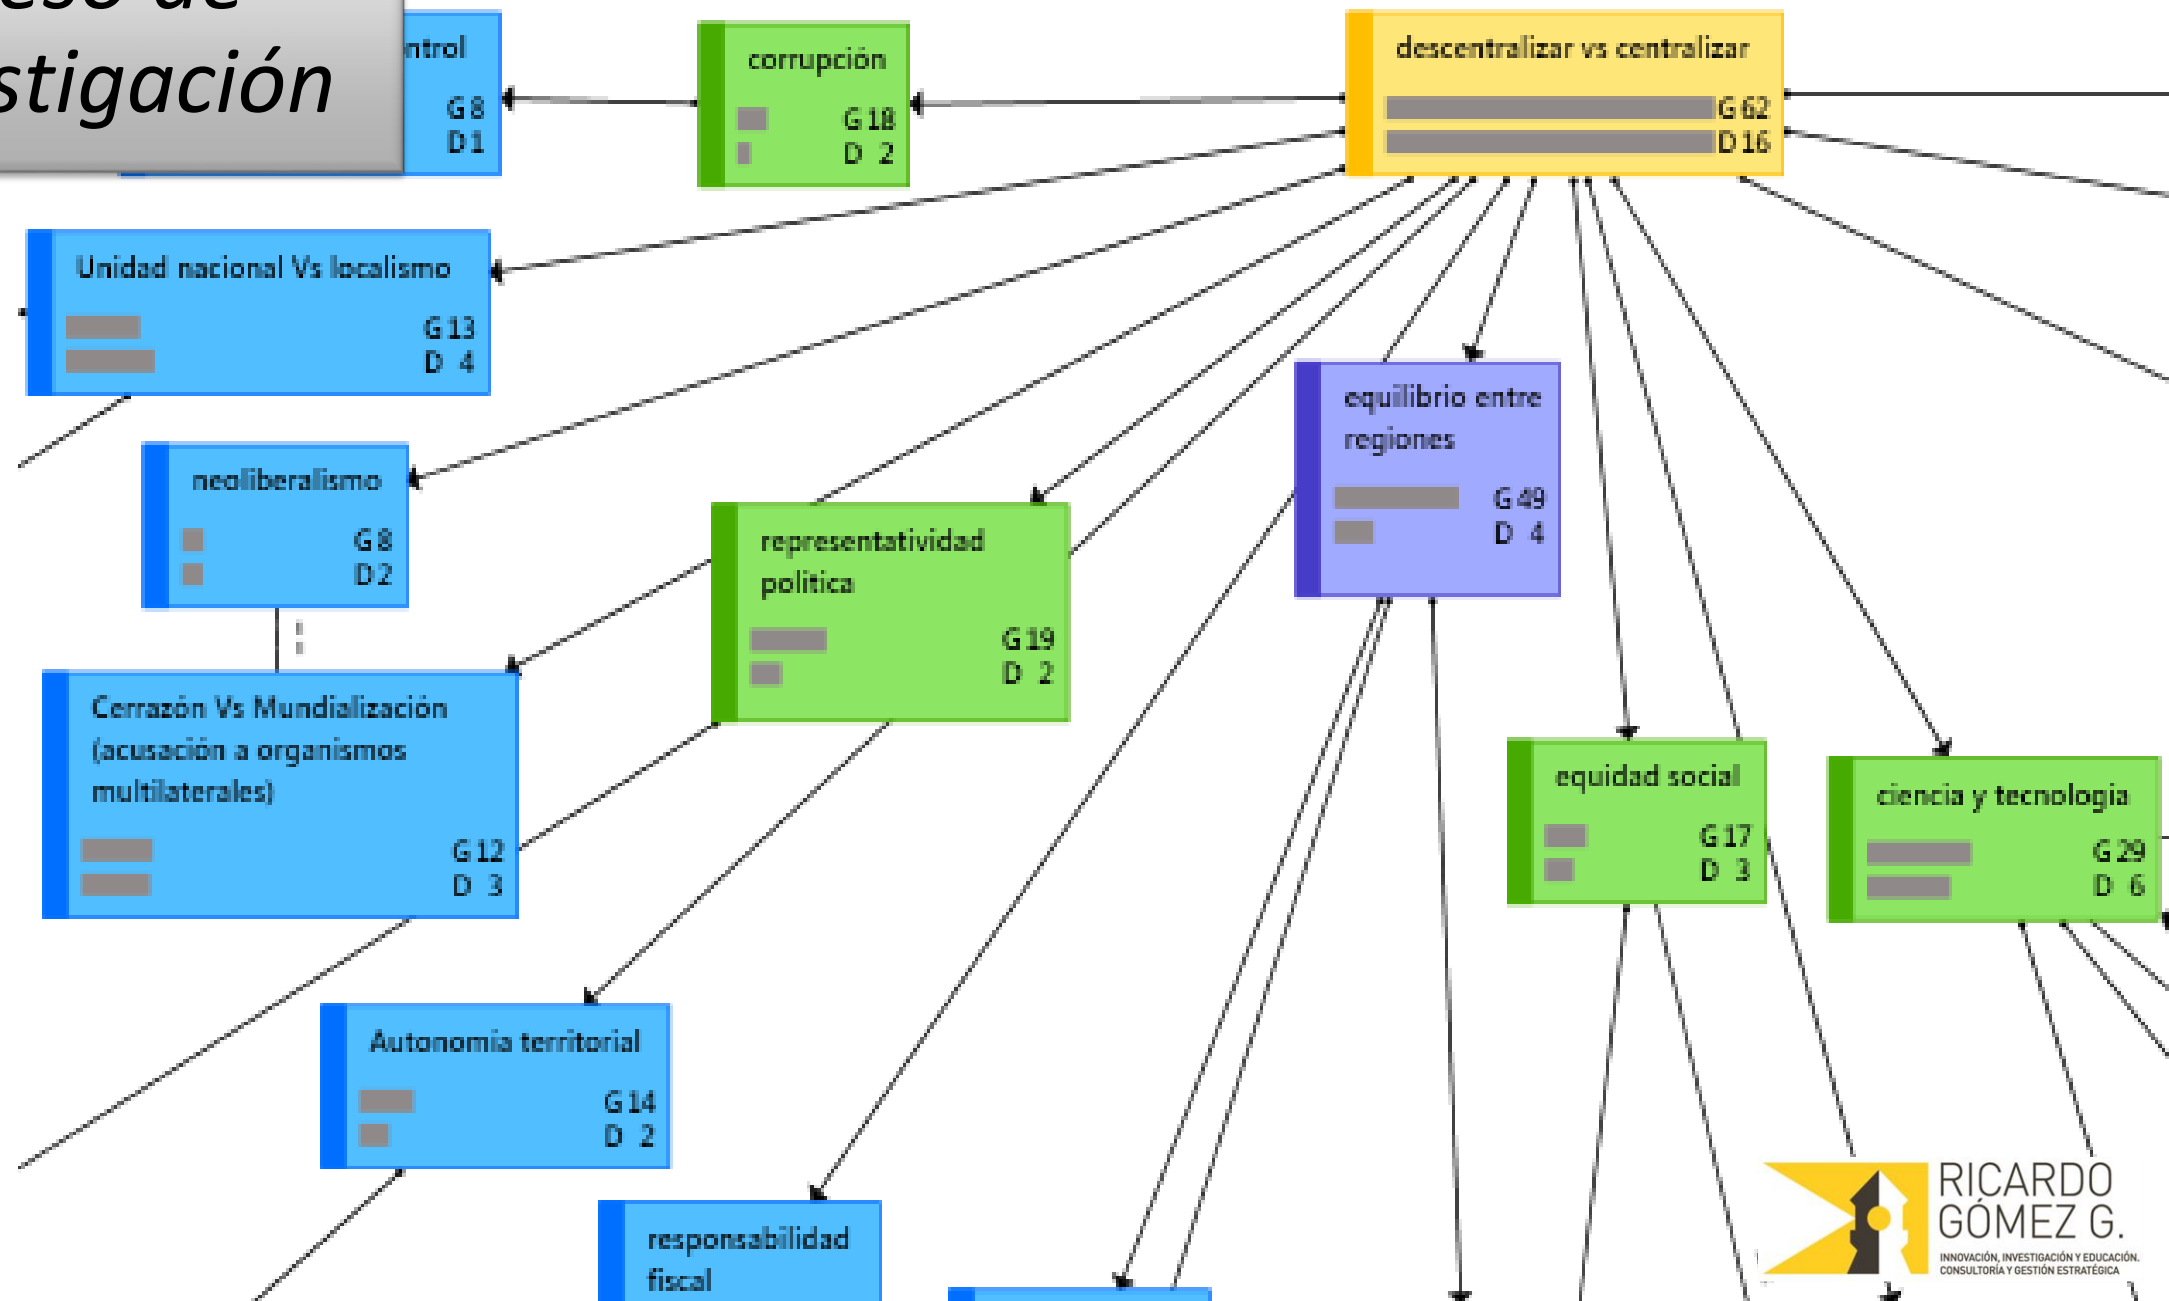 eso de
stigación
ntrol
G 8
D 1
corrupción
G 18
D 2
descentralizar vs centralizar
G 62
D 16
Unidad nacional Vs localismo
G 13
D 4
neoliberalismo
G 8
D 2
equilibrio entre
regiones
G 49
D 4
representatividad
politica
G 19
D 2
Cerrazón Vs Mundialización
(acusación a organismos
multilaterales)
G 12
D 3
equidad social
G 17
D 3
ciencia y tecnologia
G 29
D 6
Autonomia territorial
G 14
D 2
responsabilidad
fiscal
RICARDO
GÓMEZ G.
INNOVACIÓN, INVESTIGACIÓN Y EDUCACIÓN.
CONSULTORÍA Y GESTIÓN ESTRATÉGICA